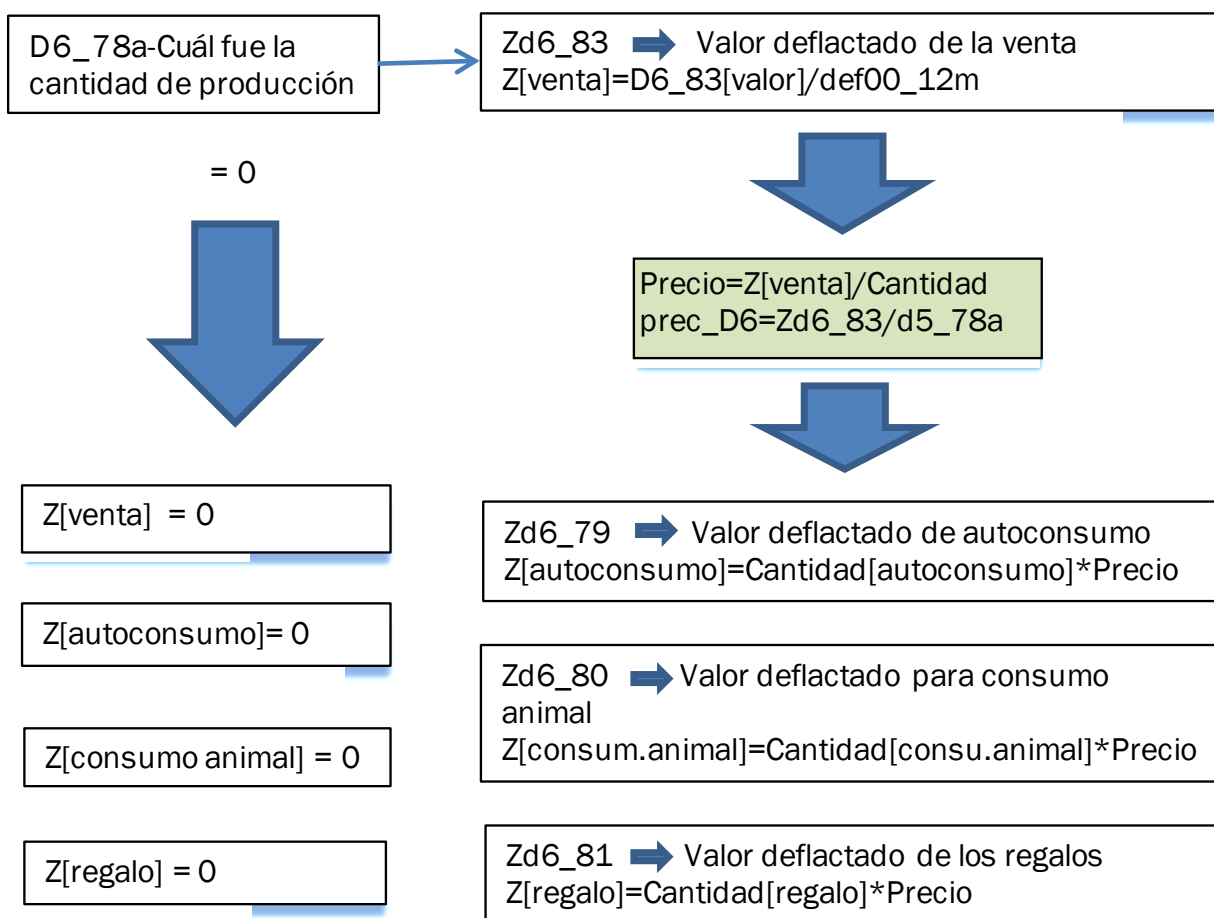 D6_78a-Cuál fue la
cantidad de producción
Zd6_83 Valor deflactado de la venta
Z[venta]=D6_83[valor]/def00_12m
= 0
Precio=Z[venta]/Cantidad
prec_D6=Zd6_83/d5_78a
Z[venta] = 0
Z[autoconsumo]= 0
Z[consumo animal] = 0
Z[regalo] = 0
Zd6_79 Valor deflactado de autoconsumo
Z[autoconsumo]=Cantidad[autoconsumo]*Precio
Zd6_80 Valor deflactado para consumo
animal
Z[consum.animal]=Cantidad[consu.animal]*Precio
Zd6_81 Valor deflactado de los regalos
Z[regalo]=Cantidad[regalo]*Precio